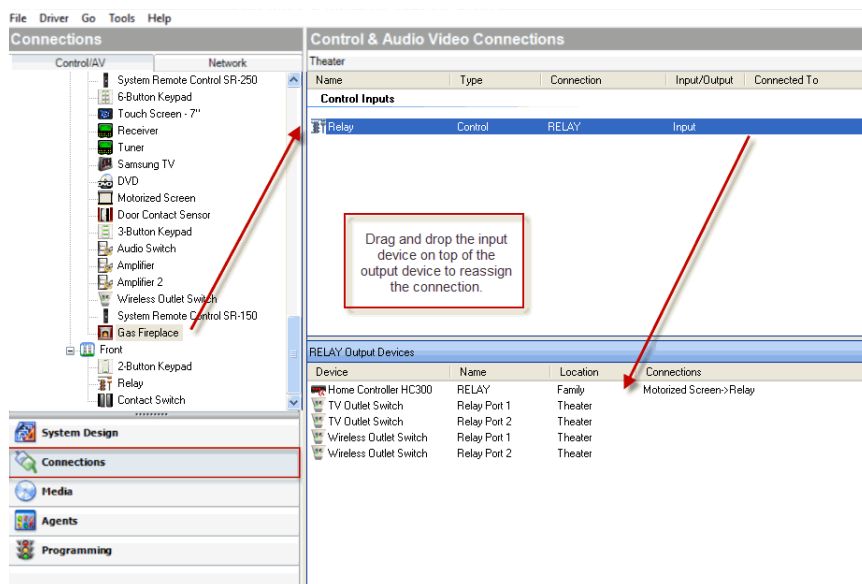 File Driver Go Tools Help
Connections
Control/AV Network
System Remote Control SR-250
6-Button Keypad
Touch Screen - 7"
Receiver
Tuner
Samsung TV
DVD
Motorized Screen
Door Contact Sensor
3-Button Keypad
Audio Switch
Amplifier
Amplifier 2
Wireless Outlet Switch
System Remote Control SR-150
Gas Fireplace
Front
2-Button Keypad
Relay
Contact Switch
System Design
Connections
Media
Agents
Programming
Control & Audio Video Connections
Theater
Name Type Connection Input/Output Connected To
Control Inputs
Relay Control RELAY Input
Drag and drop the input
device on top of the
output device to reassign
the connection.
RELAY Output Devices
Device Name Location Connections
Home Controller HC300 RELAY Family Motorized Screen->Relay
TV Outlet Switch Relay Port 1 Theater
TV Outlet Switch Relay Port 2 Theater
Wireless Outlet Switch Relay Port 1 Theater
Wireless Outlet Switch Relay Port 2 Theater